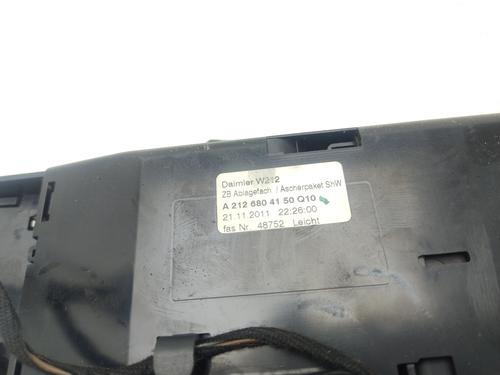 Daimler W212
ZB Ablagefach / Ascherpaket SHW
A 212 680 41 50 Q10
21.11.2011 22:26:00
fas Nr. 48752 Leicht